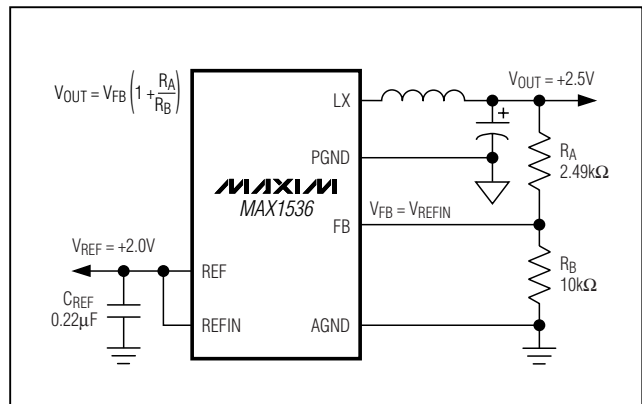 V_OUT = V_FB (1 + R_A/R_B)
LX
V_OUT = +2.5V
+
PGND
R_A
2.49kΩ
MAXIM
MAX1536
FB
V_FB = V_REFIN
V_REF = +2.0V
REF
R_B
10kΩ
C_REF
0.22µF
REFIN
AGND